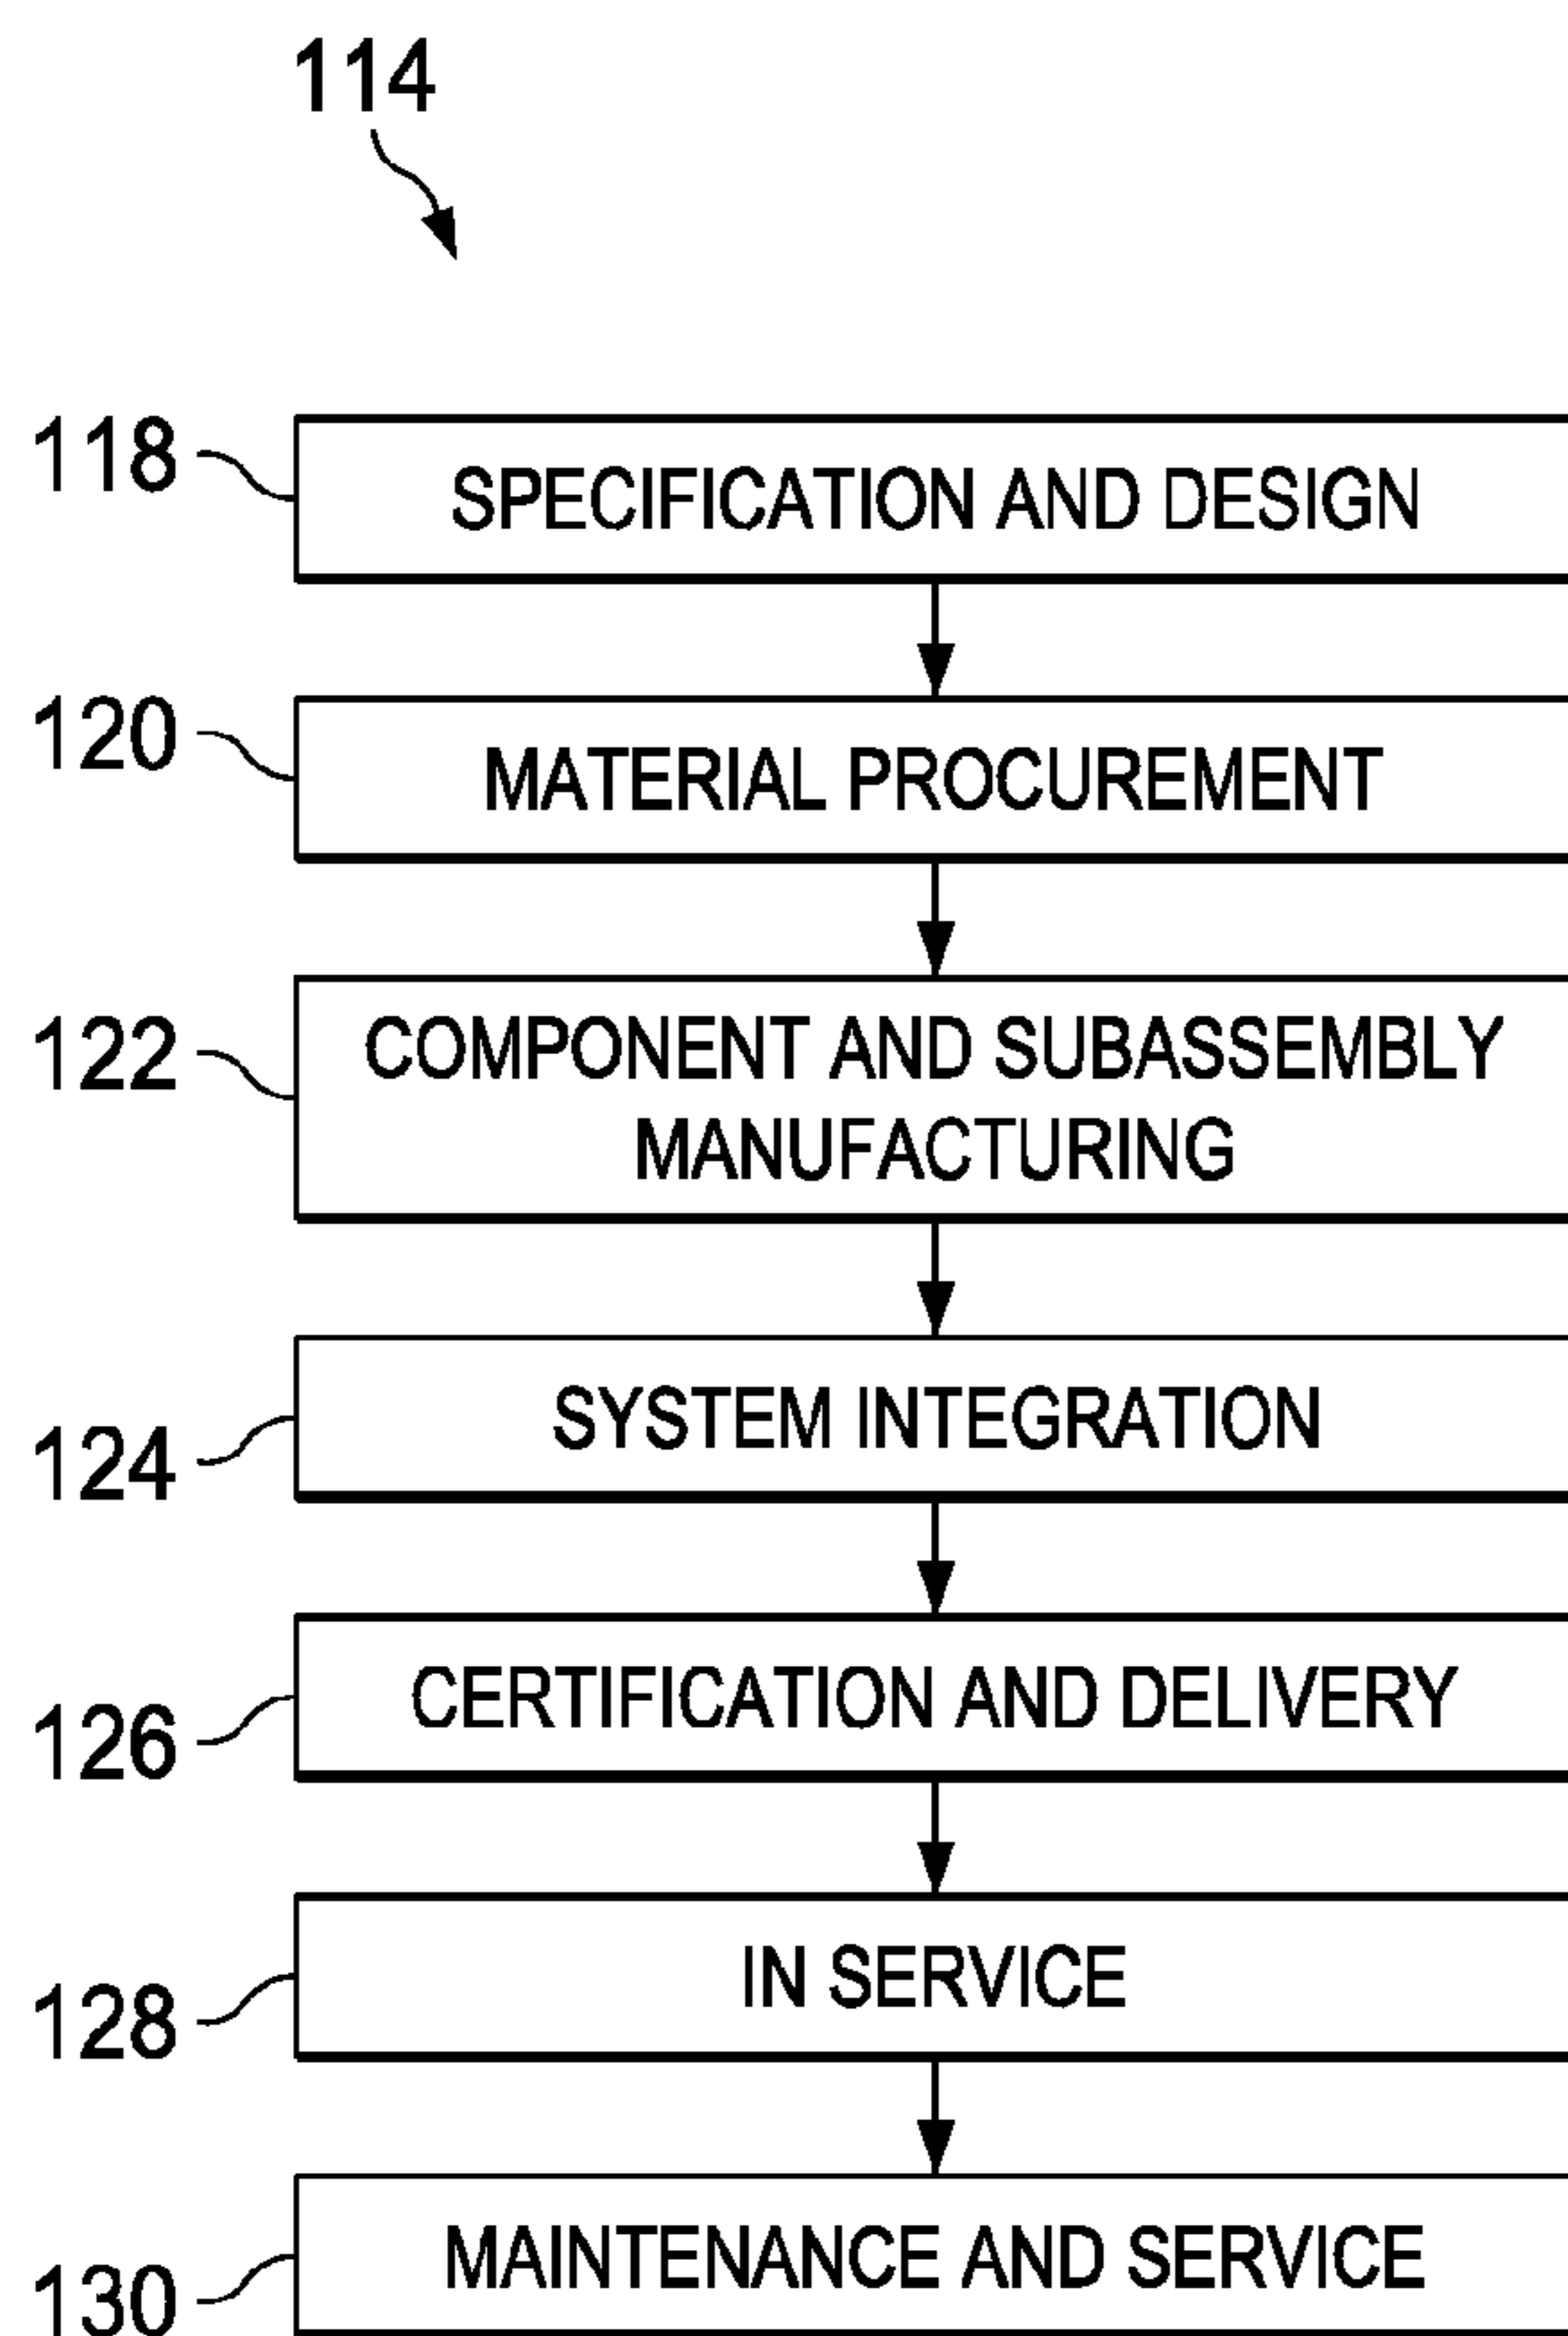 114
118
SPECIFICATION AND DESIGN
120
MATERIAL PROCUREMENT
122
COMPONENT AND SUBASSEMBLY
MANUFACTURING
124
SYSTEM INTEGRATION
126
CERTIFICATION AND DELIVERY
128
IN SERVICE
130
MAINTENANCE AND SERVICE